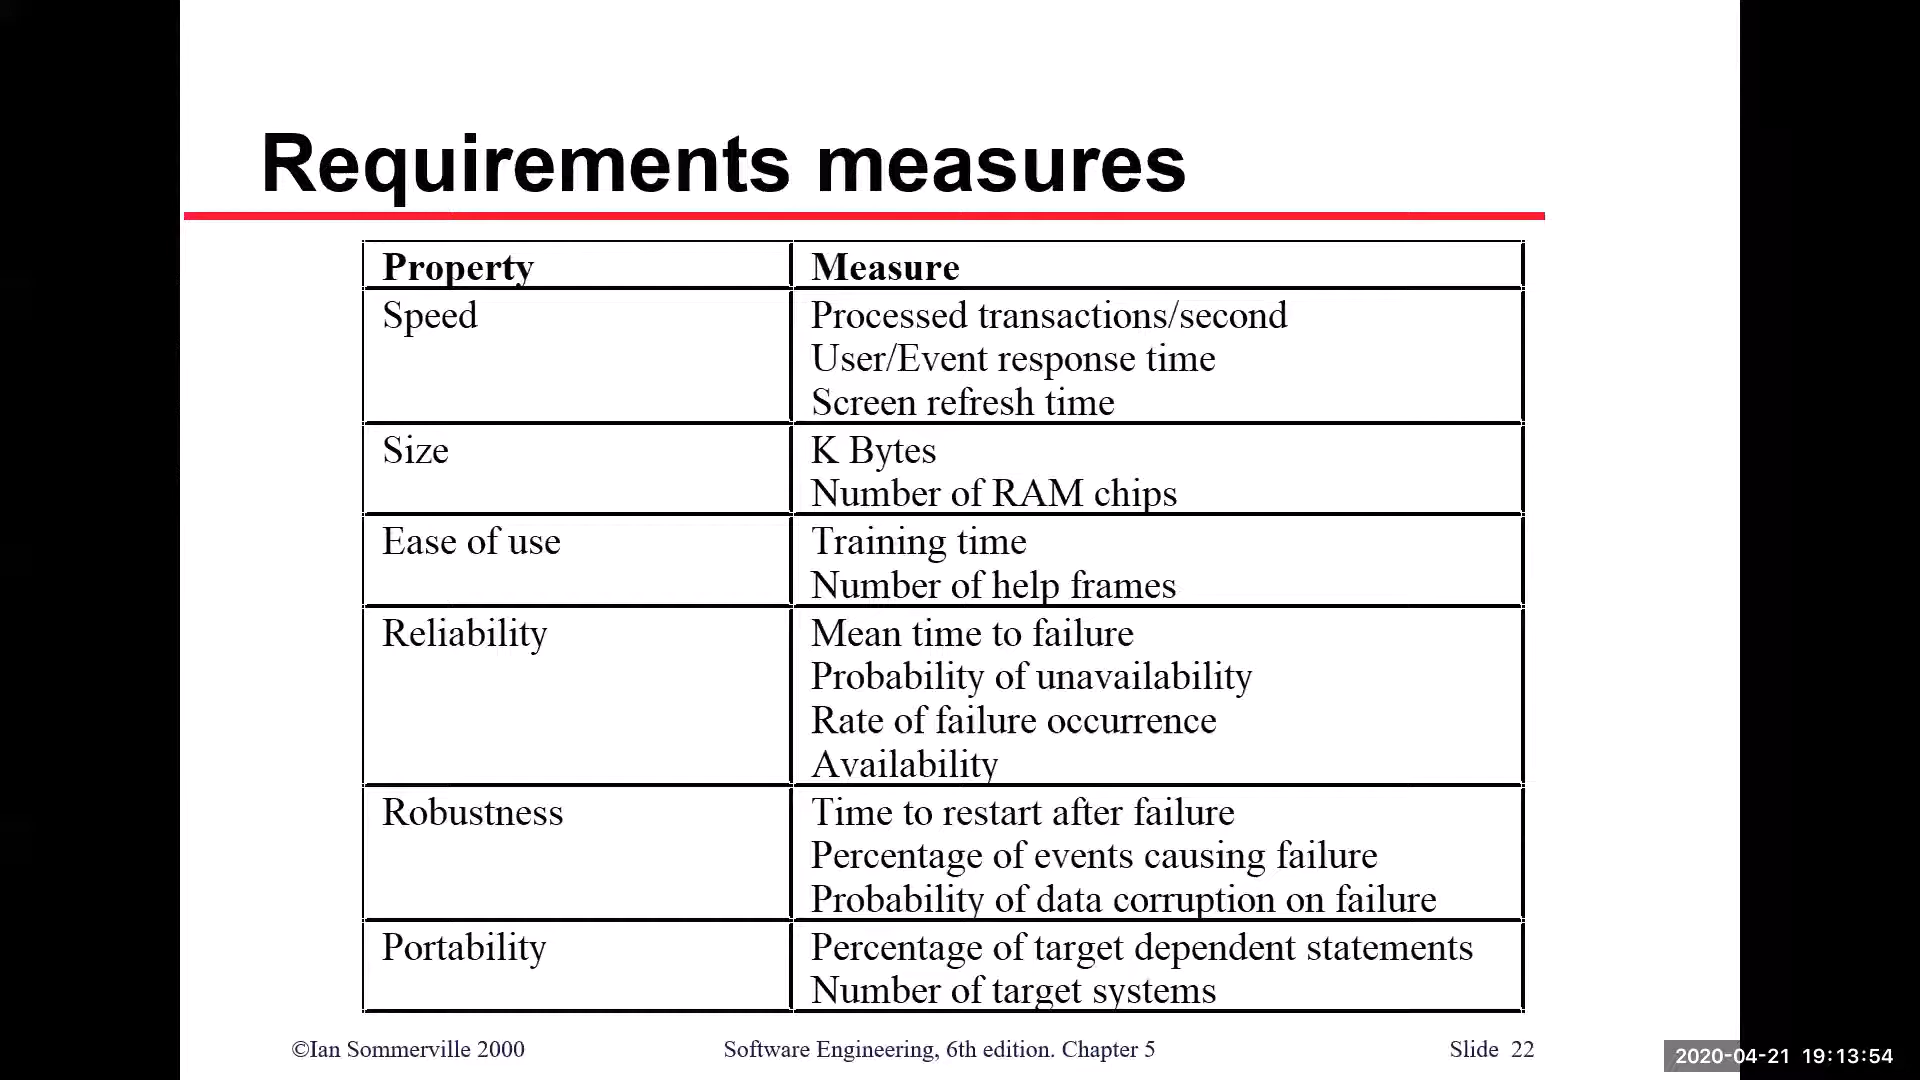 Requirements measures
Property Measure
Speed Processed transactions/second
User/Event response time
Screen refresh time
Size K Bytes
Number of RAM chips
Ease of use Training time
Number of help frames
Reliability Mean time to failure
Probability of unavailability
Rate of failure occurrence
Availability
Robustness Time to restart after failure
Percentage of events causing failure
Probability of data corruption on failure
Portability Percentage of target dependent statements
Number of target systems
©Ian Sommerville 2000 Software Engineering, 6th edition. Chapter 5 Slide 22
2020-04-21 19:13:54